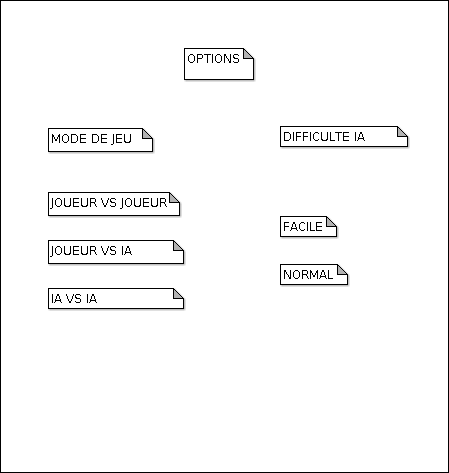 OPTIONS
MODE DE JEU
DIFFICULTE IA
JOUEUR VS JOUEUR
JOUEUR VS IA
IA VS IA
FACILE
NORMAL